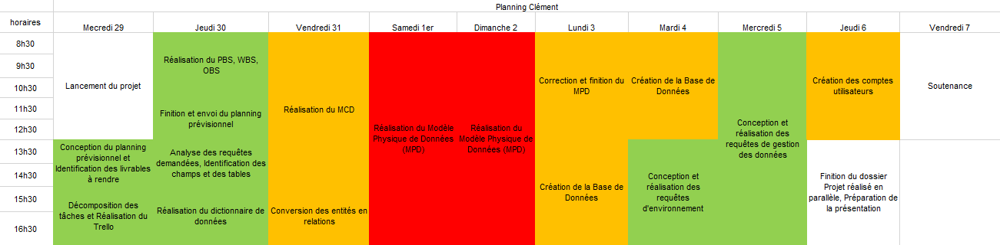 Planning Clément
horaires
Mecredi 29
Jeudi 30
Vendredi 31
Samedi 1er
Dimanche 2
Lundi 3
Mardi 4
Mercredi 5
Jeudi 6
Vendredi 7
8h30
9h30
10h30
11h30
12h30
13h30
14h30
15h30
16h30
Lancement du projet
Conception du planning
prévisionnel et
Identification des livrables
à rendre
Décomposition des
tâches et Réalisation du
Trello
Réalisation du PBS, WBS,
OBS
Finition et envoi du planning
prévisionnel
Analyse des requêtes
demandées, Identification des
champs et des tables
Réalisation du dictionnaire de
données
Réalisation du MCD
Conversion des entités en
relations
Réalisation du Modèle
Physique de Données
(MPD)
Réalisation du
Modèle Physique de
Données (MPD)
Correction et finition du
MPD
Création de la Base de
Données
Création de la Base de
Données
Conception et
réalisation des
requêtes
d'environnement
Conception et
réalisation des
requêtes de gestion
des données
Création des comptes
utilisateurs
Finition du dossier
Projet réalisé en
parallèle, Préparation de
la présentation
Soutenance